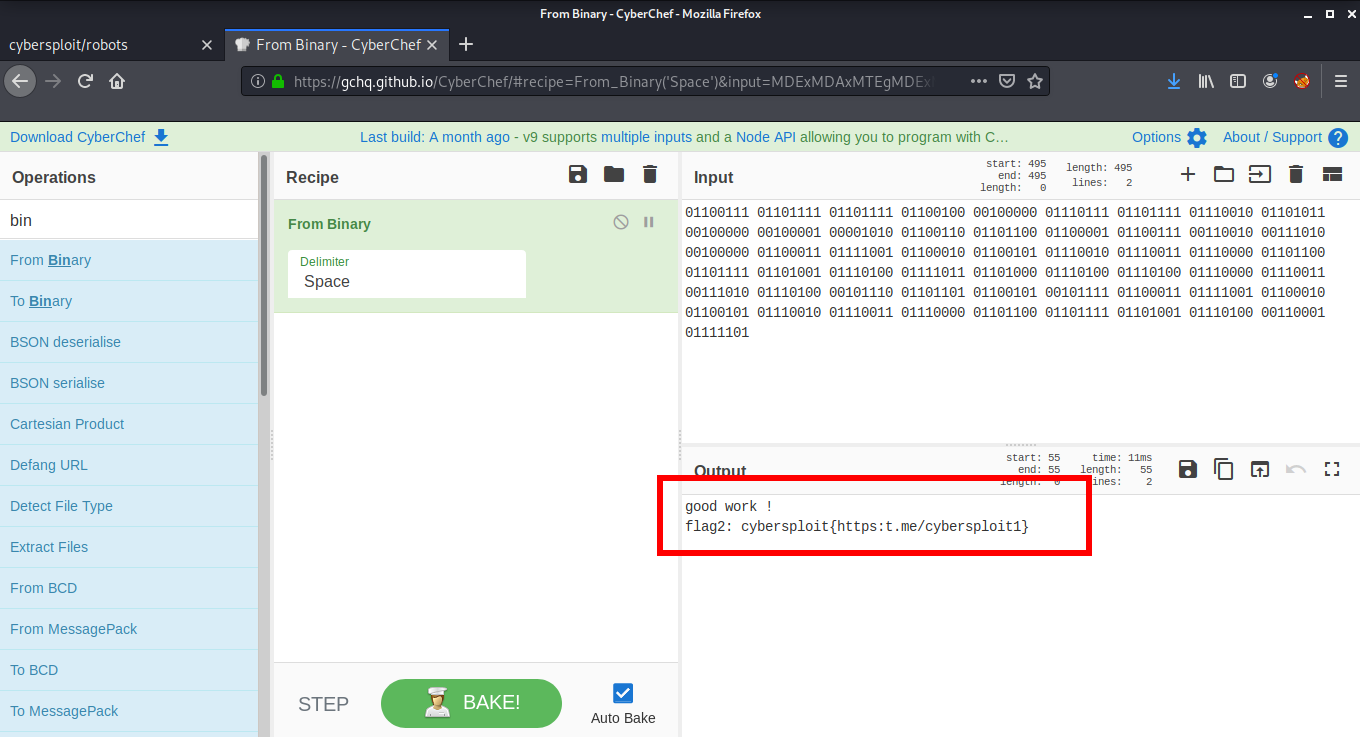 From Binary - CyberChef - Mozilla Firefox
cybersploit/robots
From Binary - CyberChef
https://gchq.github.io/CyberChef/#recipe=From_Binary('Space')&input=MDExMDAxMTEgMDEx
Download CyberChef
Last build: A month ago - v9 supports multiple inputs and a Node API allowing you to program with C…
Options
About / Support
Operations
bin
From Binary
To Binary
BSON deserialise
BSON serialise
Cartesian Product
Defang URL
Detect File Type
Extract Files
From BCD
From MessagePack
To BCD
To MessagePack
Recipe
From Binary
Delimiter
Space
STEP
BAKE!
Auto Bake
Input
start: 495
end: 495
length: 0
length: 495
lines: 2
01100111 01101111 01101111 01100100 00100000 01110111 01101111 01110010 01101011
00100000 00100001 00001010 01100110 01101100 01100001 01100111 00110010 00111010
00100000 01100011 01111001 01100010 01100101 01110010 01110011 01110000 01101100
01101111 01101001 01110100 01111011 01101000 01110100 01110100 01110000 01110011
00111010 01110100 00101110 01101101 01100101 00101111 01100011 01111001 01100010
01100101 01110010 01110011 01110000 01101100 01101111 01101001 01110100 00110001
01111101
Output
start: 55
end: 55
length: 0
time: 11ms
length: 55
lines: 2
good work !
flag2: cybersploit{https:t.me/cybersploit1}